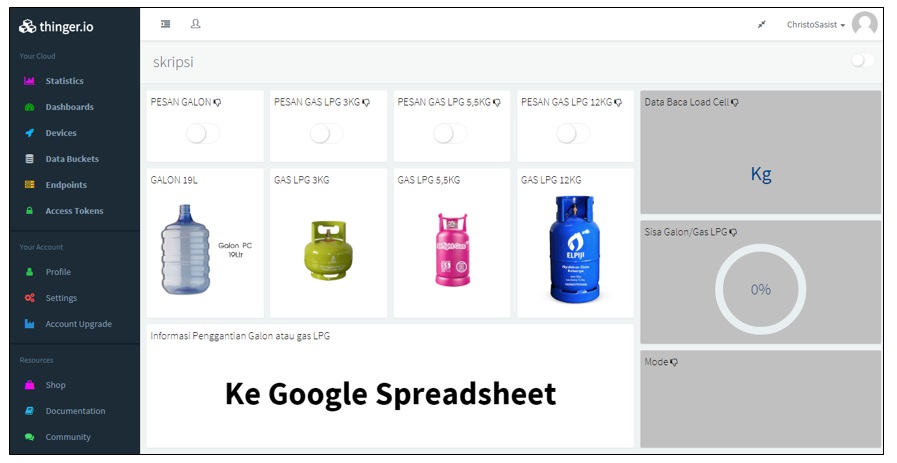 thinger.io
ChristoSasist
Your Cloud
Statistics
Dashboards
Devices
Data Buckets
Endpoints
Access Tokens
Your Account
Profile
Settings
Account Upgrade
Resources
Shop
Documentation
Community
skripsi
PESAN GALON
PESAN GAS LPG 3KG
PESAN GAS LPG 5,5KG
PESAN GAS LPG 12KG
Data Baca Load Cell
Kg
GALON 19L
Galon PC
19Ltr
GAS LPG 3KG
GAS LPG 5,5KG
GAS LPG 12KG
ELPIJI
Sisa Galon/Gas LPG
0%
Informasi Penggantian Galon atau gas LPG
Ke Google Spreadsheet
Mode